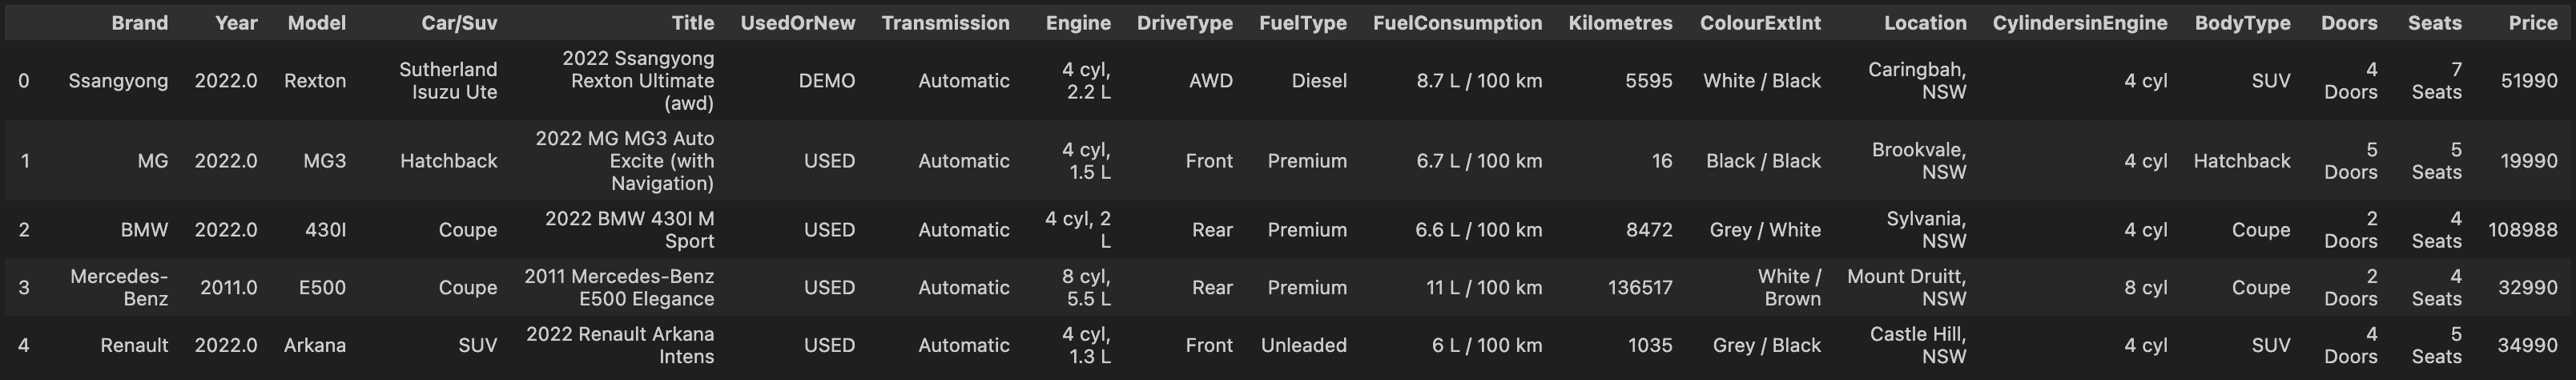 Brand Year Model Car/Suv Title UsedOrNew Transmission Engine DriveType FuelType FuelConsumption Kilometres ColourExtInt Location CylindersinEngine BodyType Doors Seats Price
0 Ssangyong 2022.0 Rexton Sutherland Isuzu Ute 2022 Ssangyong Rexton Ultimate (awd) DEMO Automatic 4 cyl, 2.2 L AWD Diesel 8.7 L / 100 km 5595 White / Black Caringbah, NSW 4 cyl SUV 4 Doors 7 Seats 51990
1 MG 2022.0 MG3 Hatchback 2022 MG MG3 Auto Excite (with Navigation) USED Automatic 4 cyl, 1.5 L Front Premium 6.7 L / 100 km 16 Black / Black Brookvale, NSW 4 cyl Hatchback 5 Doors 5 Seats 19990
2 BMW 2022.0 430I Coupe 2022 BMW 430I M Sport USED Automatic 4 cyl, 2 L Rear Premium 6.6 L / 100 km 8472 Grey / White Sylvania, NSW 4 cyl Coupe 2 Doors 4 Seats 108988
3 Mercedes-Benz 2011.0 E500 Coupe 2011 Mercedes-Benz E500 Elegance USED Automatic 8 cyl, 5.5 L Rear Premium 11 L / 100 km 136517 White / Brown Mount Druitt, NSW 8 cyl Coupe 2 Doors 4 Seats 32990
4 Renault 2022.0 Arkana SUV 2022 Renault Arkana Intens USED Automatic 4 cyl, 1.3 L Front Unleaded 6 L / 100 km 1035 Grey / Black Castle Hill, NSW 4 cyl SUV 4 Doors 5 Seats 34990